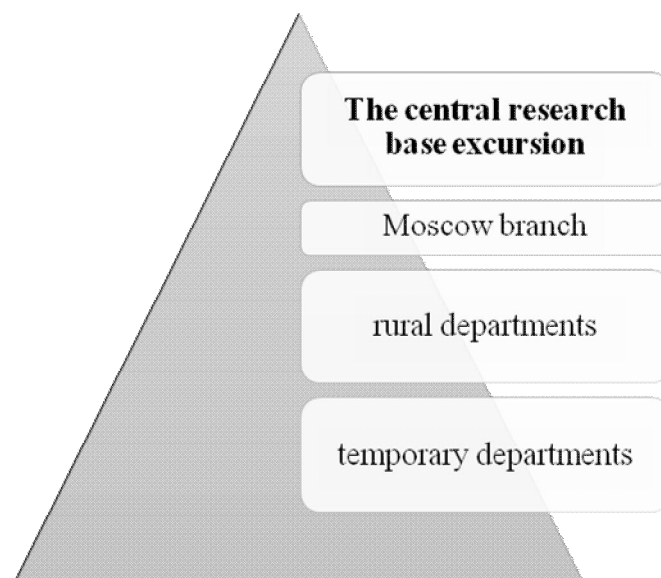 The central research
base excursion
Moscow branch
rural departments
temporary departments